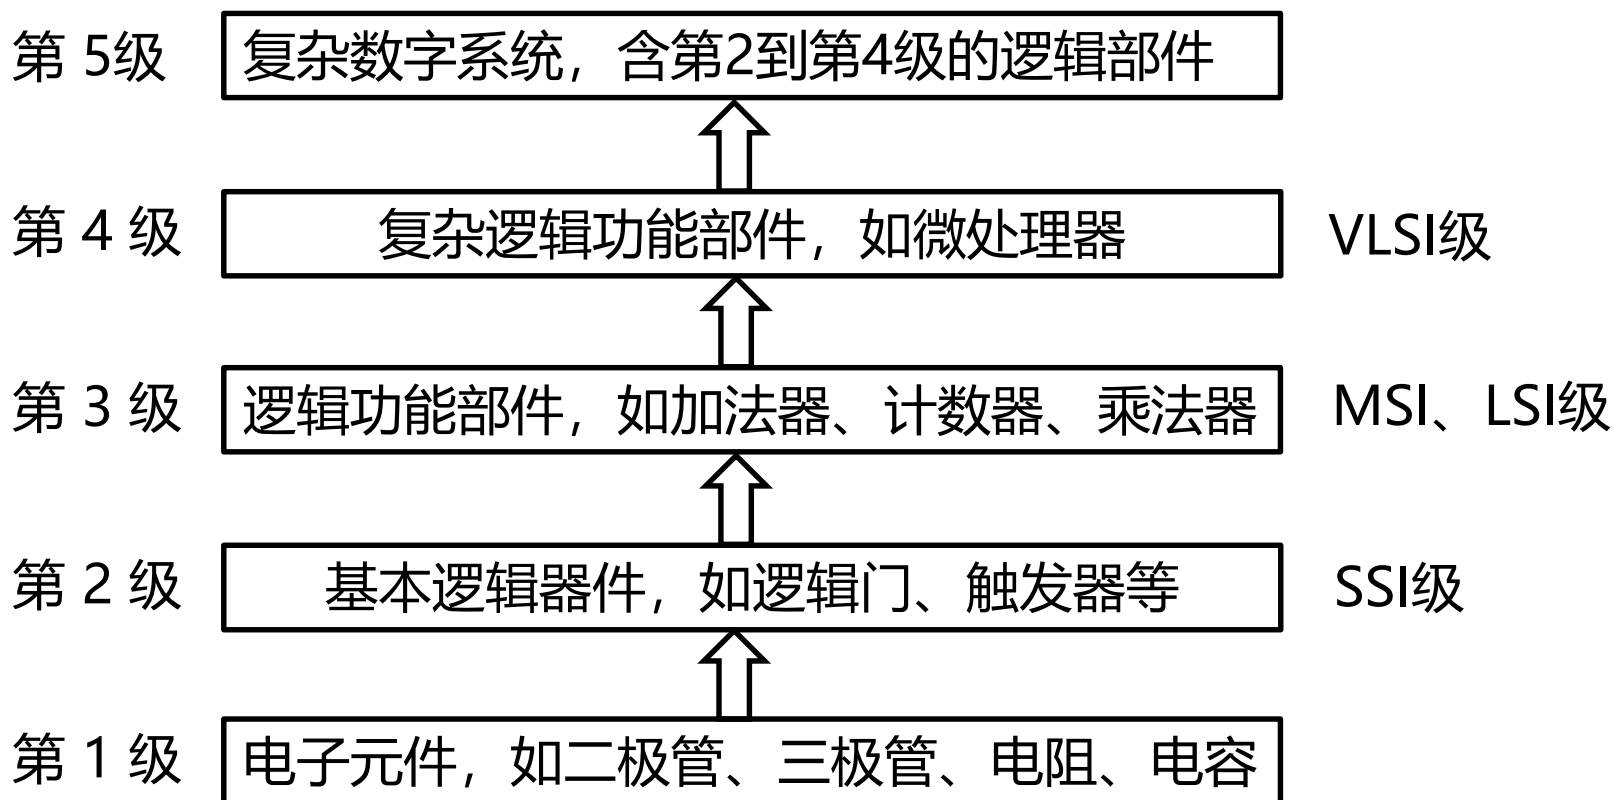 第 5级 复杂数字系统，含第2到第4级的逻辑部件
第 4 级 复杂逻辑功能部件，如微处理器 VLSI级
第 3 级 逻辑功能部件，如加法器、计数器、乘法器 MSI、LSI级
第 2 级 基本逻辑器件，如逻辑门、触发器等 SSI级
第 1 级 电子元件，如二极管、三极管、电阻、电容